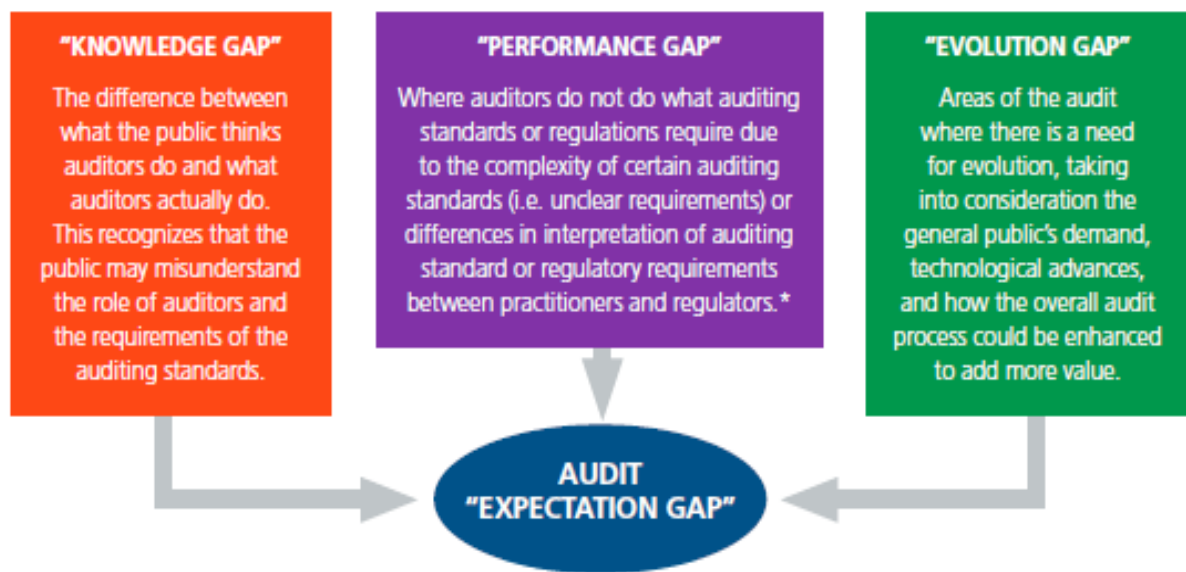 "KNOWLEDGE GAP"
The difference between
what the public thinks
auditors do and what
auditors actually do.
This recognizes that the
public may misunderstand
the role of auditors and
the requirements of the
auditing standards.
"PERFORMANCE GAP"
Where auditors do not do what auditing
standards or regulations require due
to the complexity of certain auditing
standards (i.e. unclear requirements) or
differences in interpretation of auditing
standard or regulatory requirements
between practitioners and regulators.*
"EVOLUTION GAP"
Areas of the audit
where there is a need
for evolution, taking
into consideration the
general public's demand,
technological advances,
and how the overall audit
process could be enhanced
to add more value.
AUDIT
"EXPECTATION GAP"